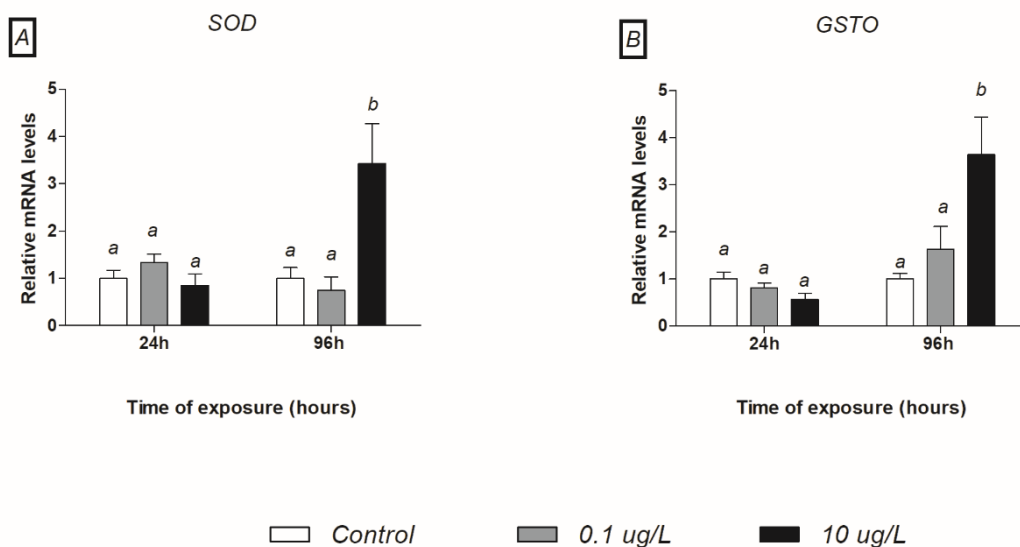 A
SOD
Relative mRNA levels
5
4
3
2
1
0
a
a
a
a
a
b
24h
96h
Time of exposure (hours)
B
GSTO
Relative mRNA levels
5
4
3
2
1
0
a
a
a
a
a
b
24h
96h
Time of exposure (hours)
Control
0.1 ug/L
10 ug/L